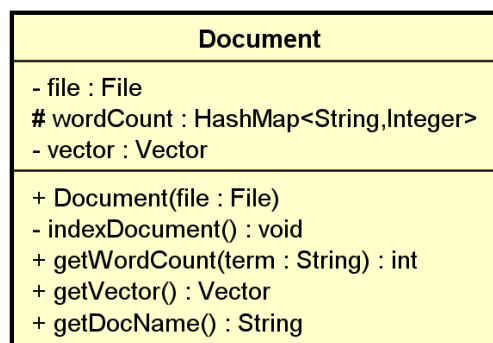 Document
- file : File
# wordCount : HashMap<String,Integer>
- vector : Vector
+ Document(file : File)
- indexDocument() : void
+ getWordCount(term : String) : int
+ getVector() : Vector
+ getDocName() : String